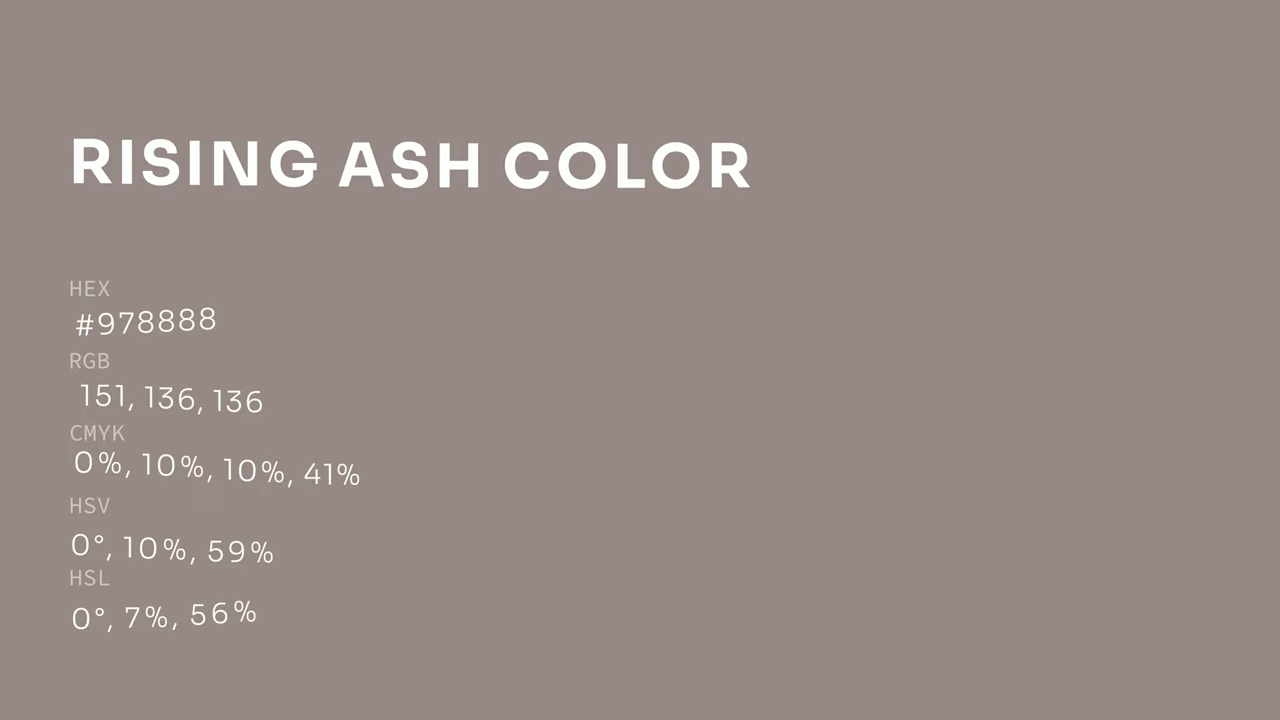 RISING ASH COLOR
HEX
#978888
RGB
151, 136, 136
CMYK
0%, 10%, 10%, 41%
HSV
0°, 10%, 59%
HSL
0°, 7%, 56%